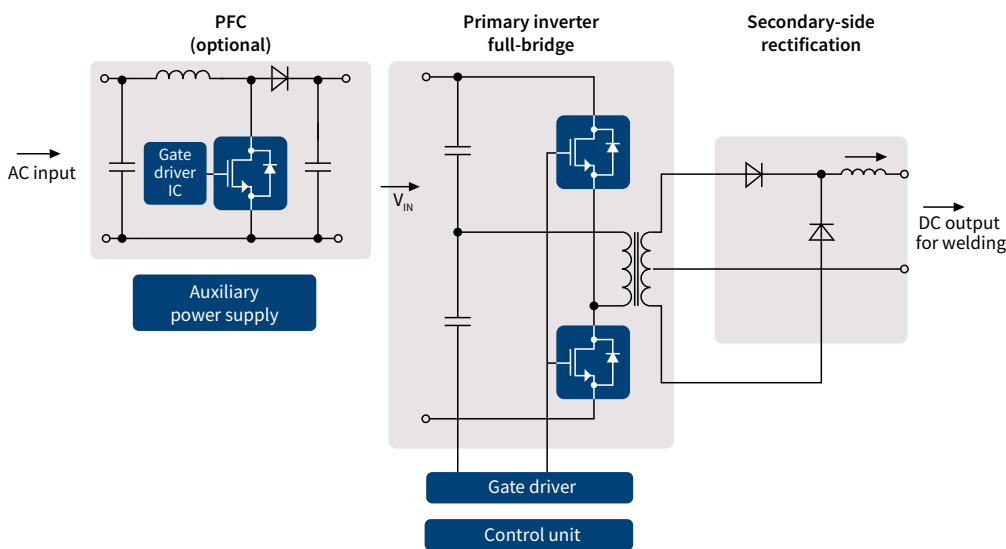 PFC
(optional)
Primary inverter
full-bridge
Secondary-side
rectification
AC input
Gate
driver
IC
V_IN
DC output
for welding
Auxiliary
power supply
Gate driver
Control unit